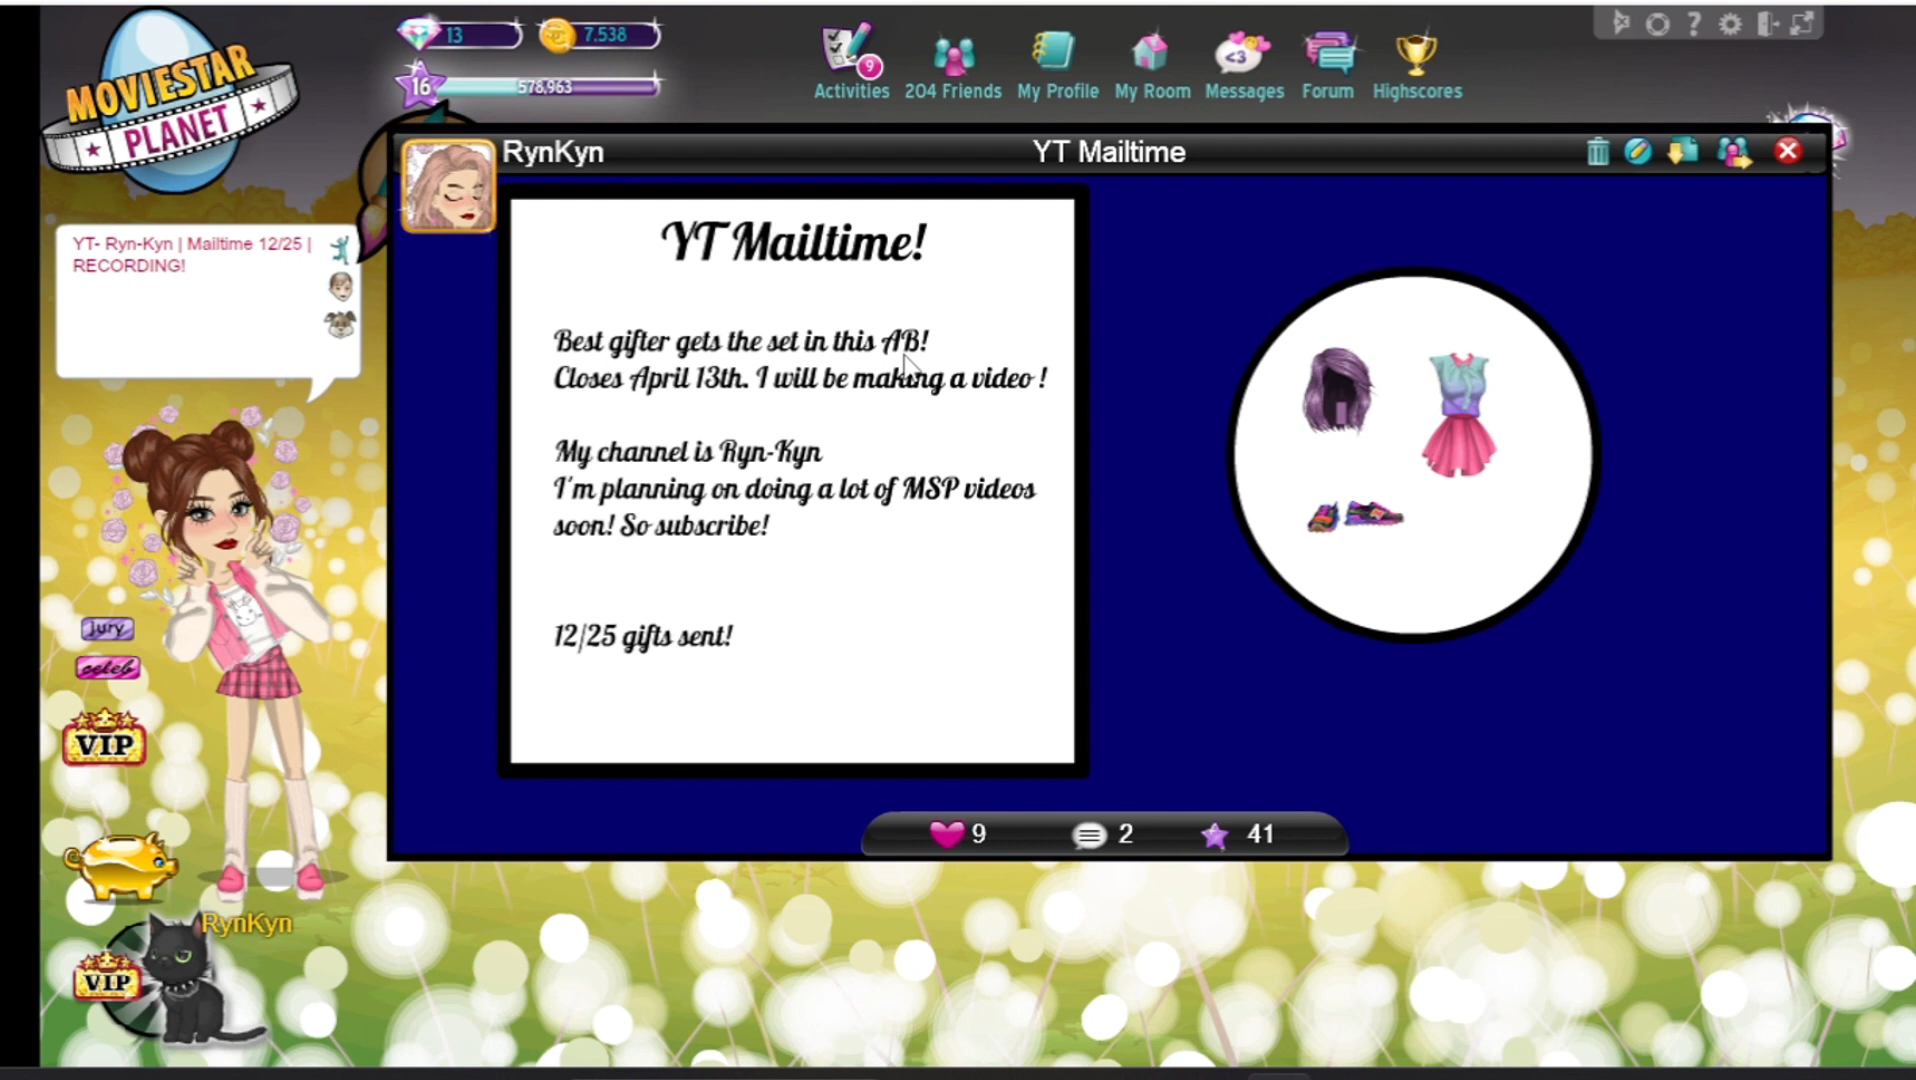 MOVIESTAR
PLANET
13
7,538
16
578,963
9
Activities
204 Friends
My Profile
My Room
<3
Messages
Forum
Highscores
?
RynKyn
YT Mailtime
YT- Ryn-Kyn | Mailtime 12/25 |
RECORDING!
YT Mailtime!
Best gifter gets the set in this AB!
Closes April 13th. I will be making a video !
My channel is Ryn-Kyn
I'm planning on doing a lot of MSP videos
soon! So subscribe!
12/25 gifts sent!
jury
celeb
VIP
9
2
41
RynKyn
VIP